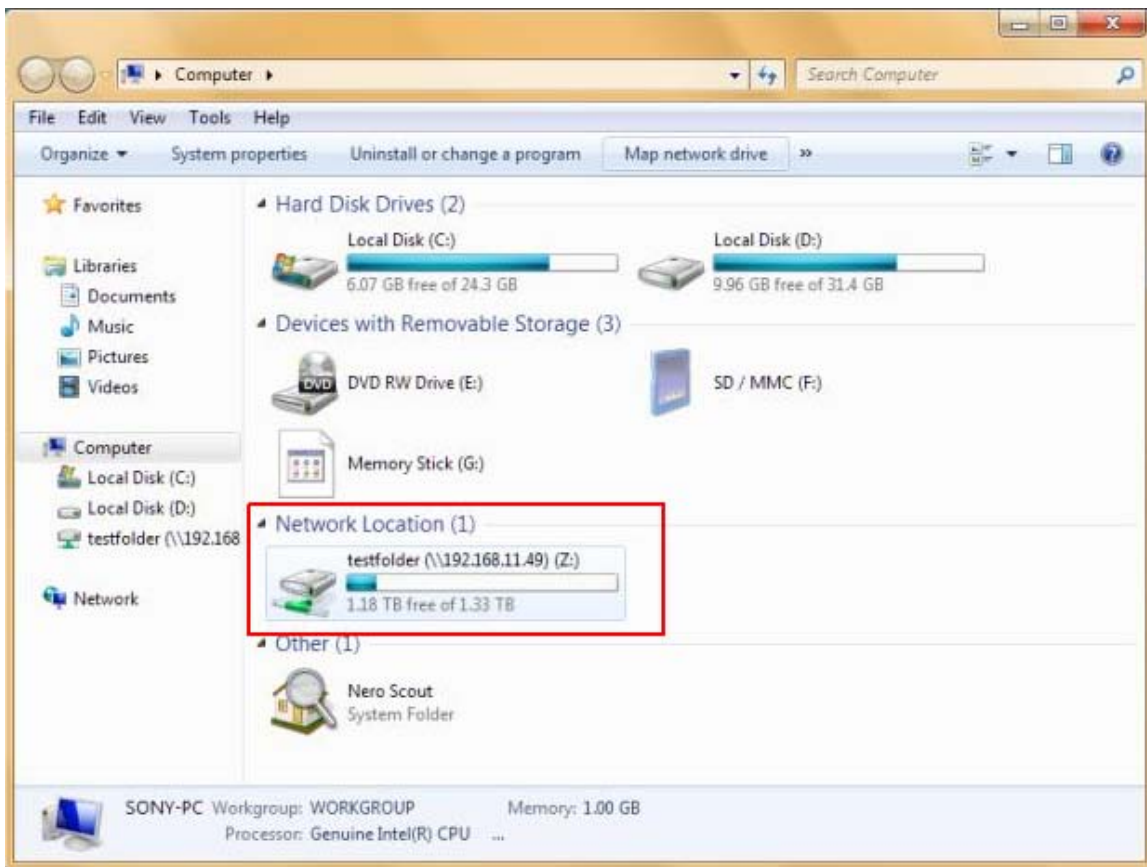 Computer
Search Computer
File Edit View Tools Help
Organize System properties Uninstall or change a program Map network drive »
Favorites
Libraries
Documents
Music
Pictures
Videos
Computer
Local Disk (C:)
Local Disk (D:)
testfolder (\\192.168
Network
Hard Disk Drives (2)
Local Disk (C:)
6.07 GB free of 24.3 GB
Local Disk (D:)
9.96 GB free of 31.4 GB
Devices with Removable Storage (3)
DVD
DVD RW Drive (E:)
SD / MMC (F:)
Memory Stick (G:)
Network Location (1)
testfolder (\\192.168.11.49) (Z:)
1.18 TB free of 1.33 TB
Other (1)
Nero Scout
System Folder
SONY-PC Workgroup: WORKGROUP Memory: 1.00 GB
Processor: Genuine Intel(R) CPU ...